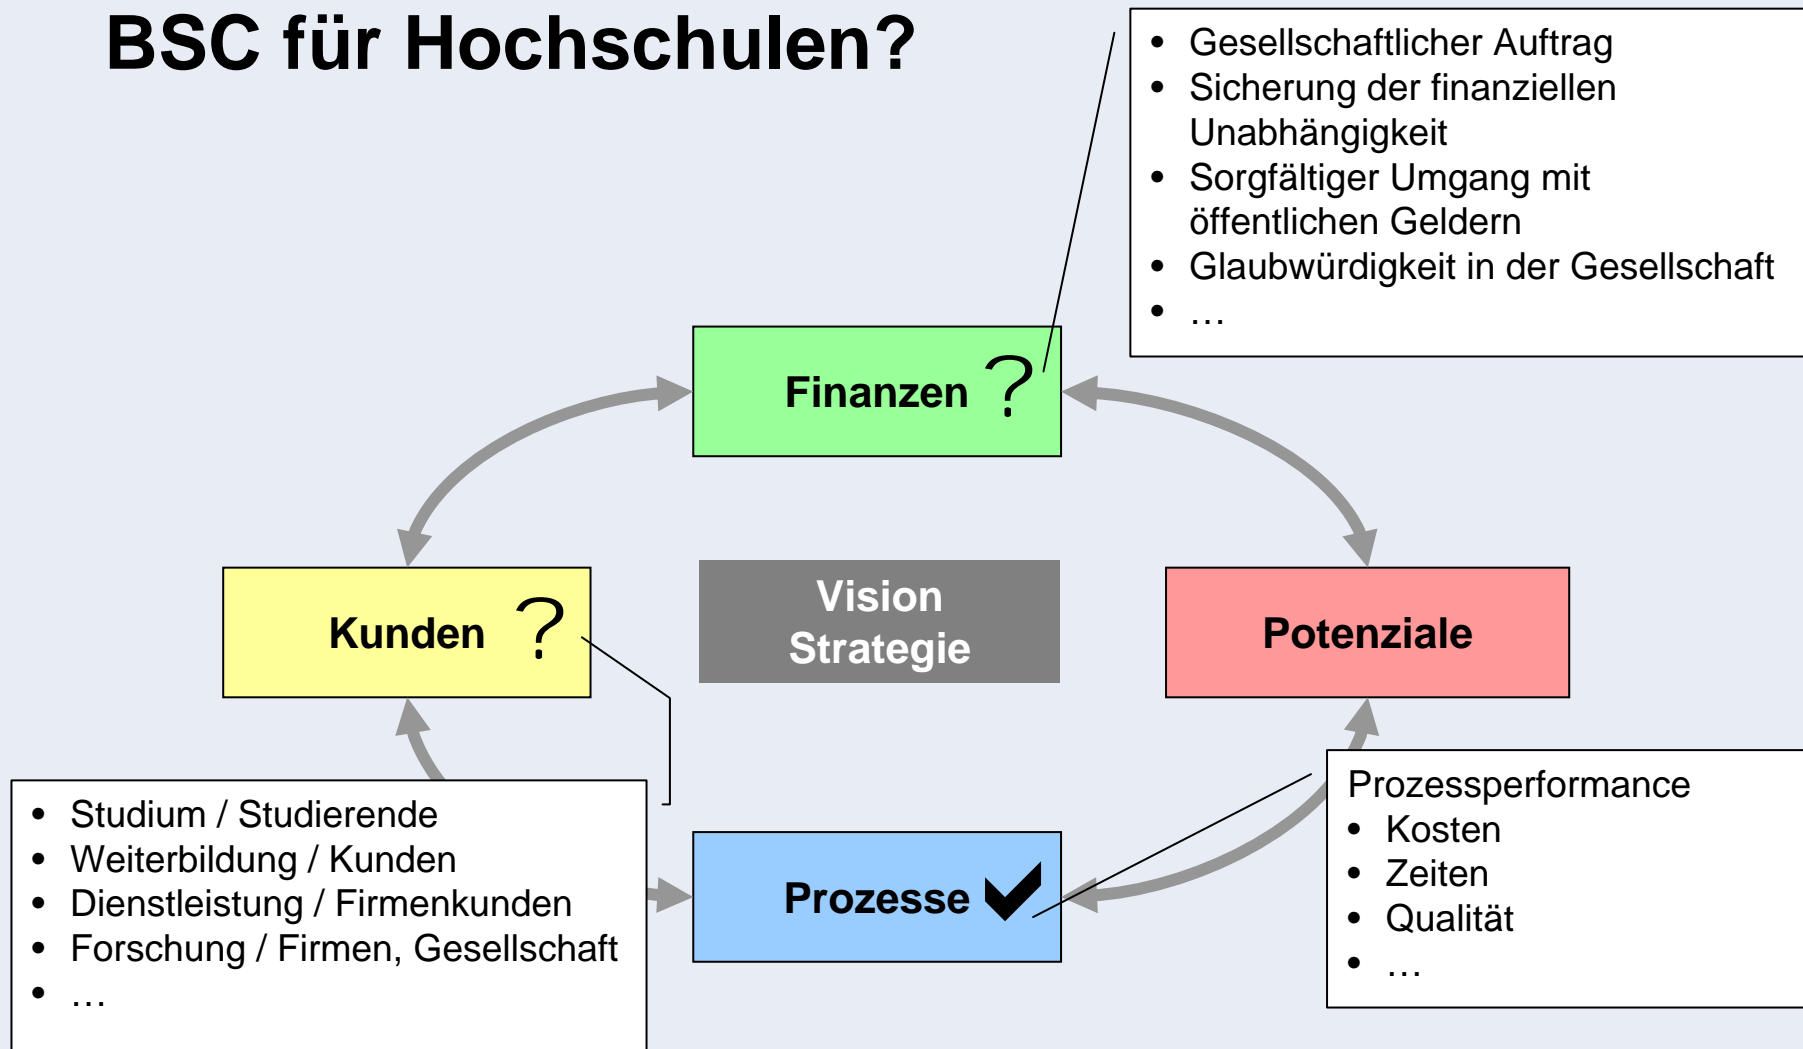 BSC für Hochschulen?
• Gesellschaftlicher Auftrag
• Sicherung der finanziellen
Unabhängigkeit
• Sorgfältiger Umgang mit
öffentlichen Geldern
• Glaubwürdigkeit in der Gesellschaft
• …
Finanzen ?
Kunden ?
Vision
Strategie
Potenziale
• Studium / Studierende
• Weiterbildung / Kunden
• Dienstleistung / Firmenkunden
• Forschung / Firmen, Gesellschaft
• …
Prozesse ✔
Prozessperformance
• Kosten
• Zeiten
• Qualität
• …